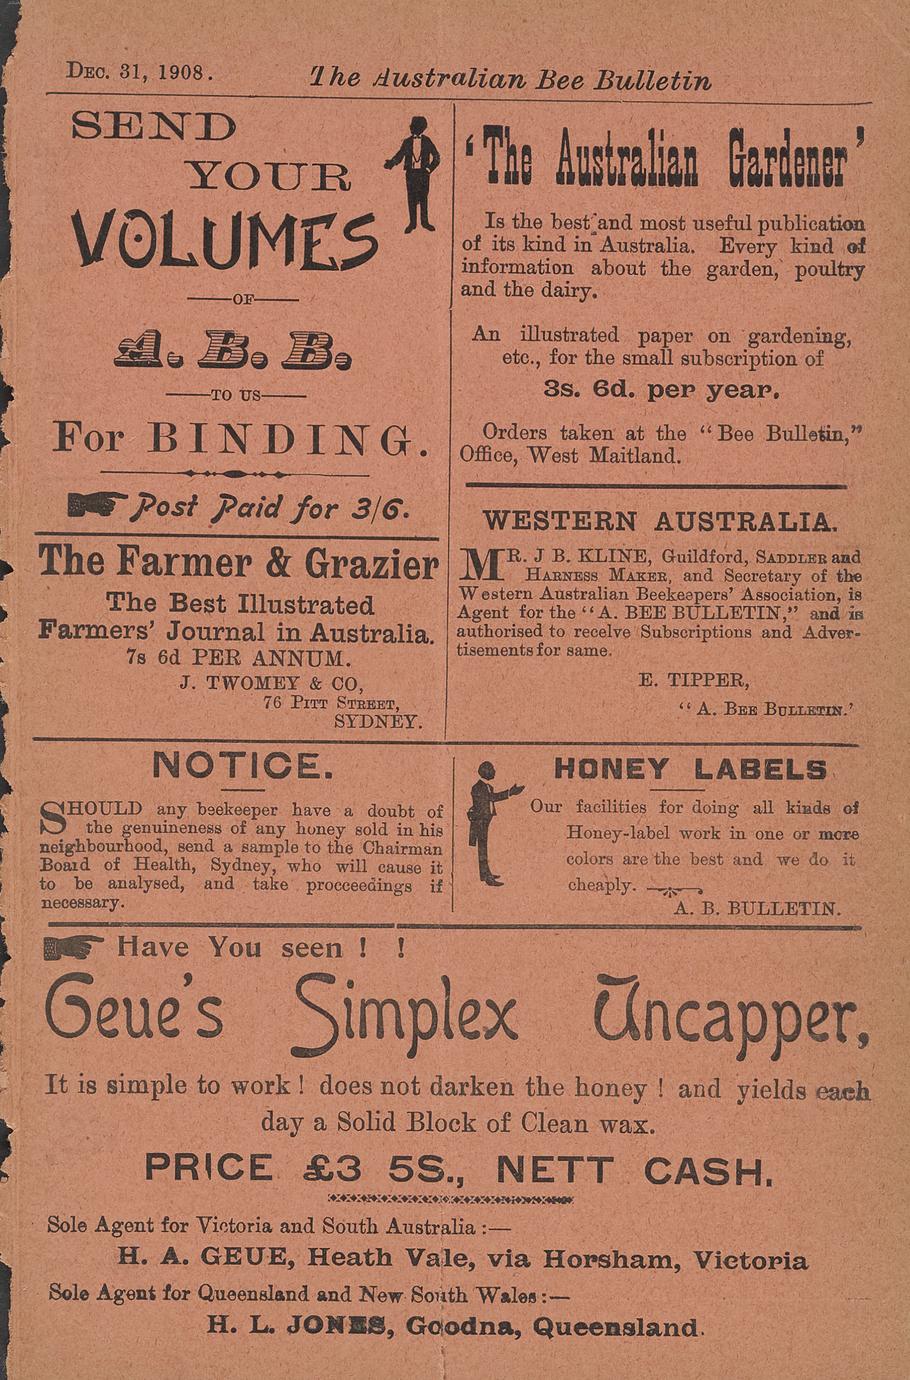 DEC. 31, 1908.
The Australian Bee Bulletin
SEND
YOUR
VOLUMES
—OF—
A. B. B.
—TO US—
For BINDING.
Post Paid for 3/6.
The Farmer & Grazier
The Best Illustrated
Farmers' Journal in Australia.
7s 6d PER ANNUM.
J. TWOMEY & CO,
76 PITT STREET,
SYDNEY.
'The Australian Gardener'
Is the best and most useful publication
of its kind in Australia. Every kind of
information about the garden, poultry
and the dairy.
An illustrated paper on gardening,
etc., for the small subscription of
3s. 6d. per year.
Orders taken at the "Bee Bulletin,"
Office, West Maitland.
WESTERN AUSTRALIA.
MR. J B. KLINE, Guildford, SADDLER and
HARNESS MAKER, and Secretary of the
Western Australian Beekeepers' Association, is
Agent for the "A. BEE BULLETIN," and is
authorised to receive Subscriptions and Adver-
tisements for same.
E. TIPPER,
"A. BEE BULLETIN.'
NOTICE.
SHOULD any beekeeper have a doubt of
the genuineness of any honey sold in his
neighbourhood, send a sample to the Chairman
Board of Health, Sydney, who will cause it
to be analysed, and take procceedings if
necessary.
HONEY LABELS
Our facilities for doing all kinds of
Honey-label work in one or more
colors are the best and we do it
cheaply.
A. B. BULLETIN.
Have You seen ! !
Geue's Simplex Uncapper,
It is simple to work! does not darken the honey! and yields each
day a Solid Block of Clean wax.
PRICE £3 5S., NETT CASH.
Sole Agent for Victoria and South Australia:—
H. A. GEUE, Heath Vale, via Horsham, Victoria
Sole Agent for Queensland and New South Wales:—
H. L. JONES, Goodna, Queensland.